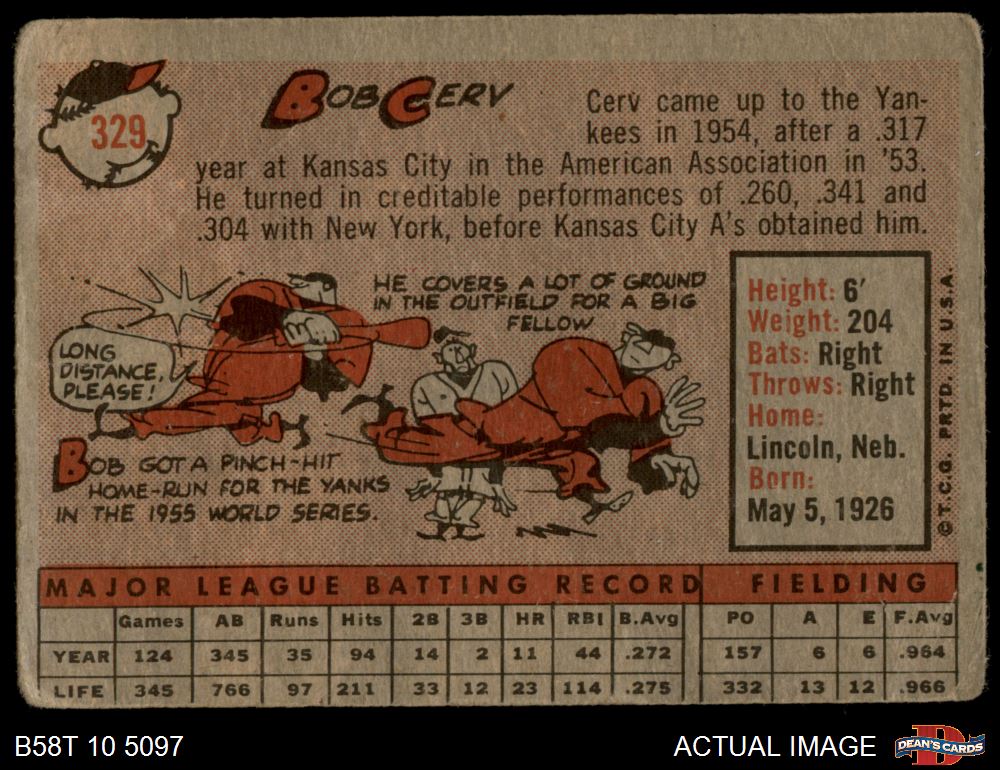 329
BOB CERV
Cerv came up to the Yan-
kees in 1954, after a .317
year at Kansas City in the American Association in '53.
He turned in creditable performances of .260, .341 and
.304 with New York, before Kansas City A's obtained him.
LONG
DISTANCE,
PLEASE!
BOB GOT A PINCH-HIT
HOME-RUN FOR THE YANKS
IN THE 1955 WORLD SERIES.
HE COVERS A LOT OF GROUND
IN THE OUTFIELD FOR A BIG
FELLOW
Height: 6'
Weight: 204
Bats: Right
Throws: Right
Home:
Lincoln, Neb.
Born:
May 5, 1926
© T.C.G. PRTD. IN U.S.A.
MAJOR LEAGUE BATTING RECORD FIELDING
Games AB Runs Hits 2B 3B HR RBI B.Avg PO A E F.Avg
YEAR 124 345 35 94 14 2 11 44 .272 157 6 6 .964
LIFE 345 766 97 211 33 12 23 114 .275 332 13 12 .966
B58T 10 5097
ACTUAL IMAGE
D
DEAN'S CARDS